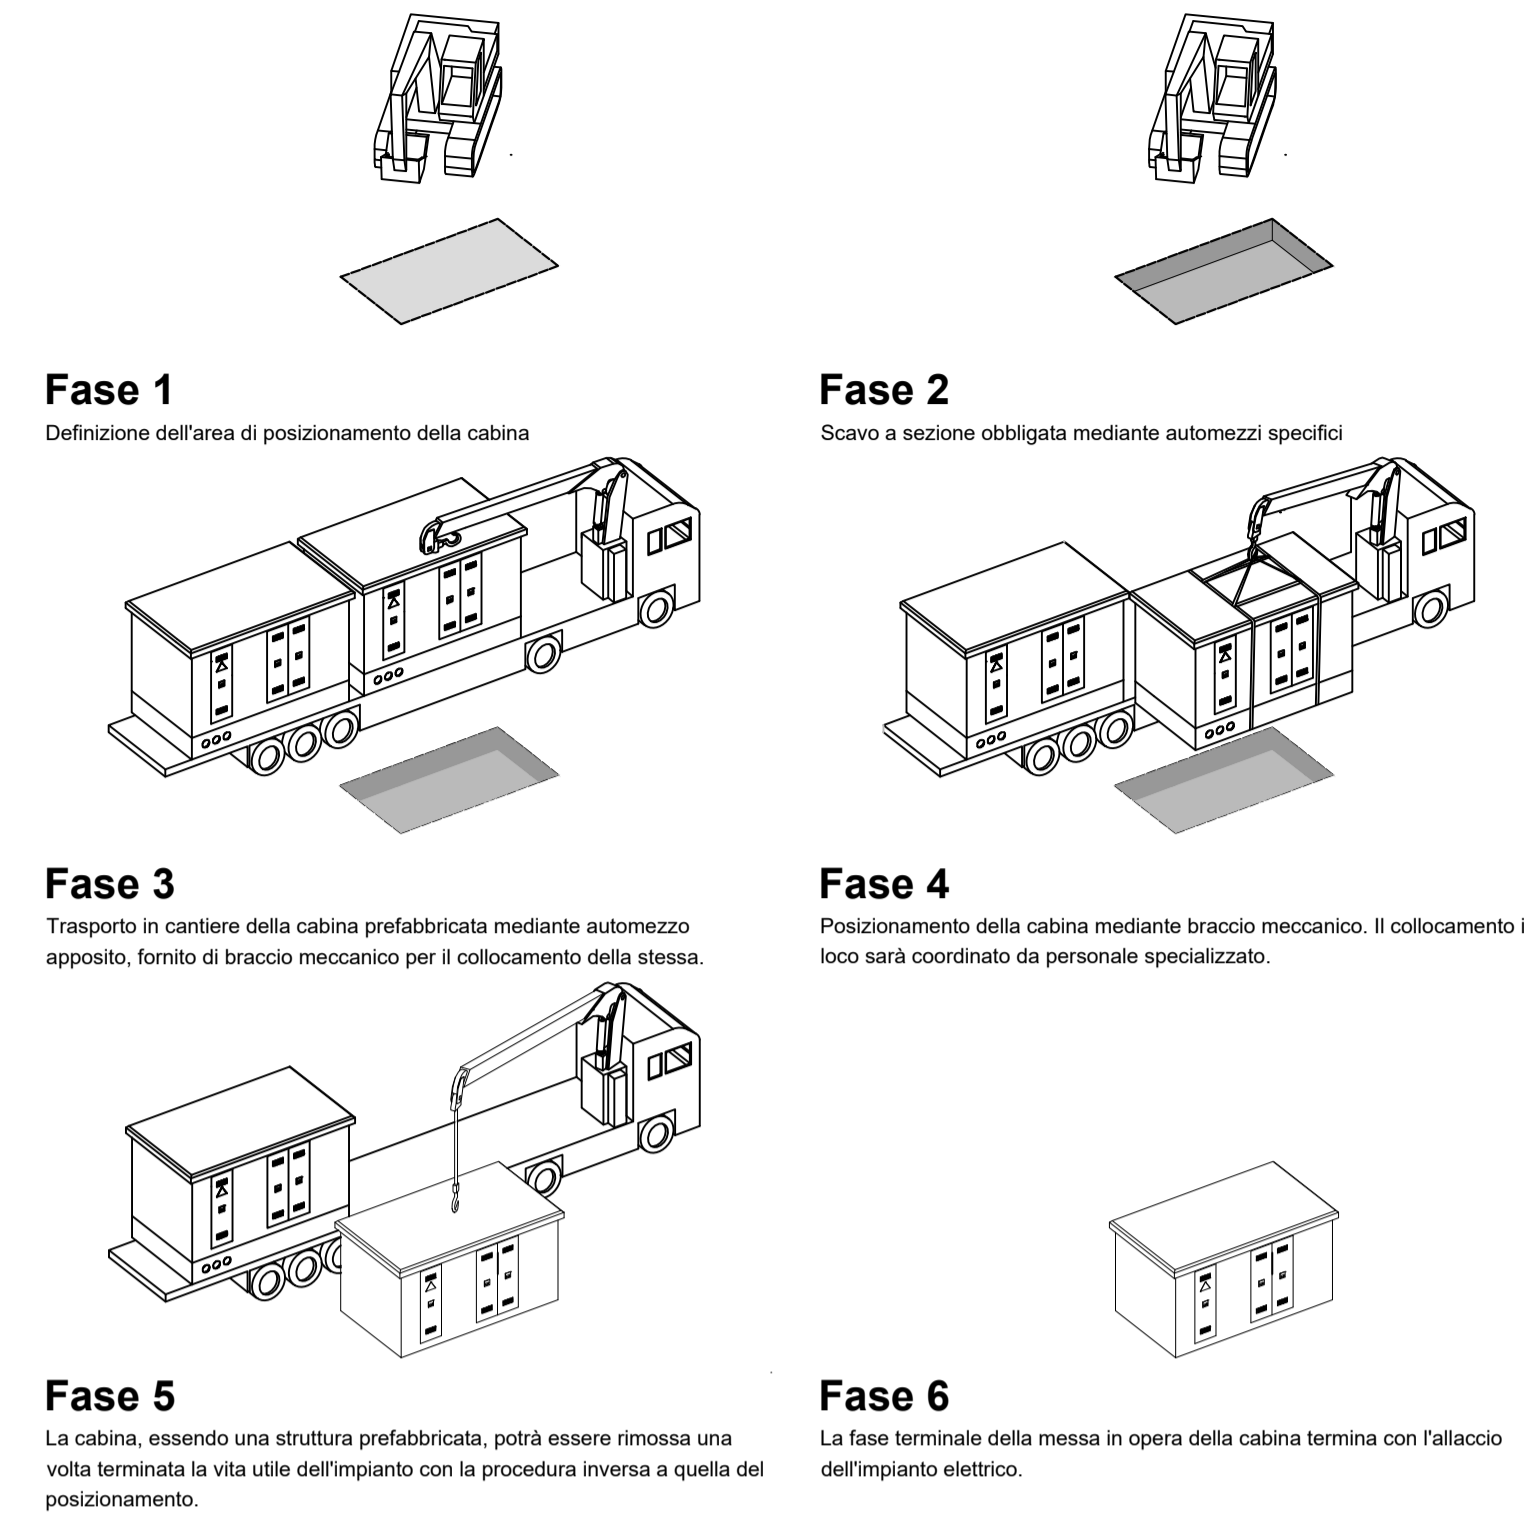 Fase 1
Definizione dell'area di posizionamento della cabina
Fase 2
Scavo a sezione obbligata mediante automezzi specifici
Fase 3
Trasporto in cantiere della cabina prefabbricata mediante automezzo
apposito, fornito di braccio meccanico per il collocamento della stessa.
Fase 4
Posizionamento della cabina mediante braccio meccanico. Il collocamento i
loco sarà coordinato da personale specializzato.
Fase 5
La cabina, essendo una struttura prefabbricata, potrà essere rimossa una
volta terminata la vita utile dell'impianto con la procedura inversa a quella del
posizionamento.
Fase 6
La fase terminale della messa in opera della cabina termina con l'allaccio
dell'impianto elettrico.